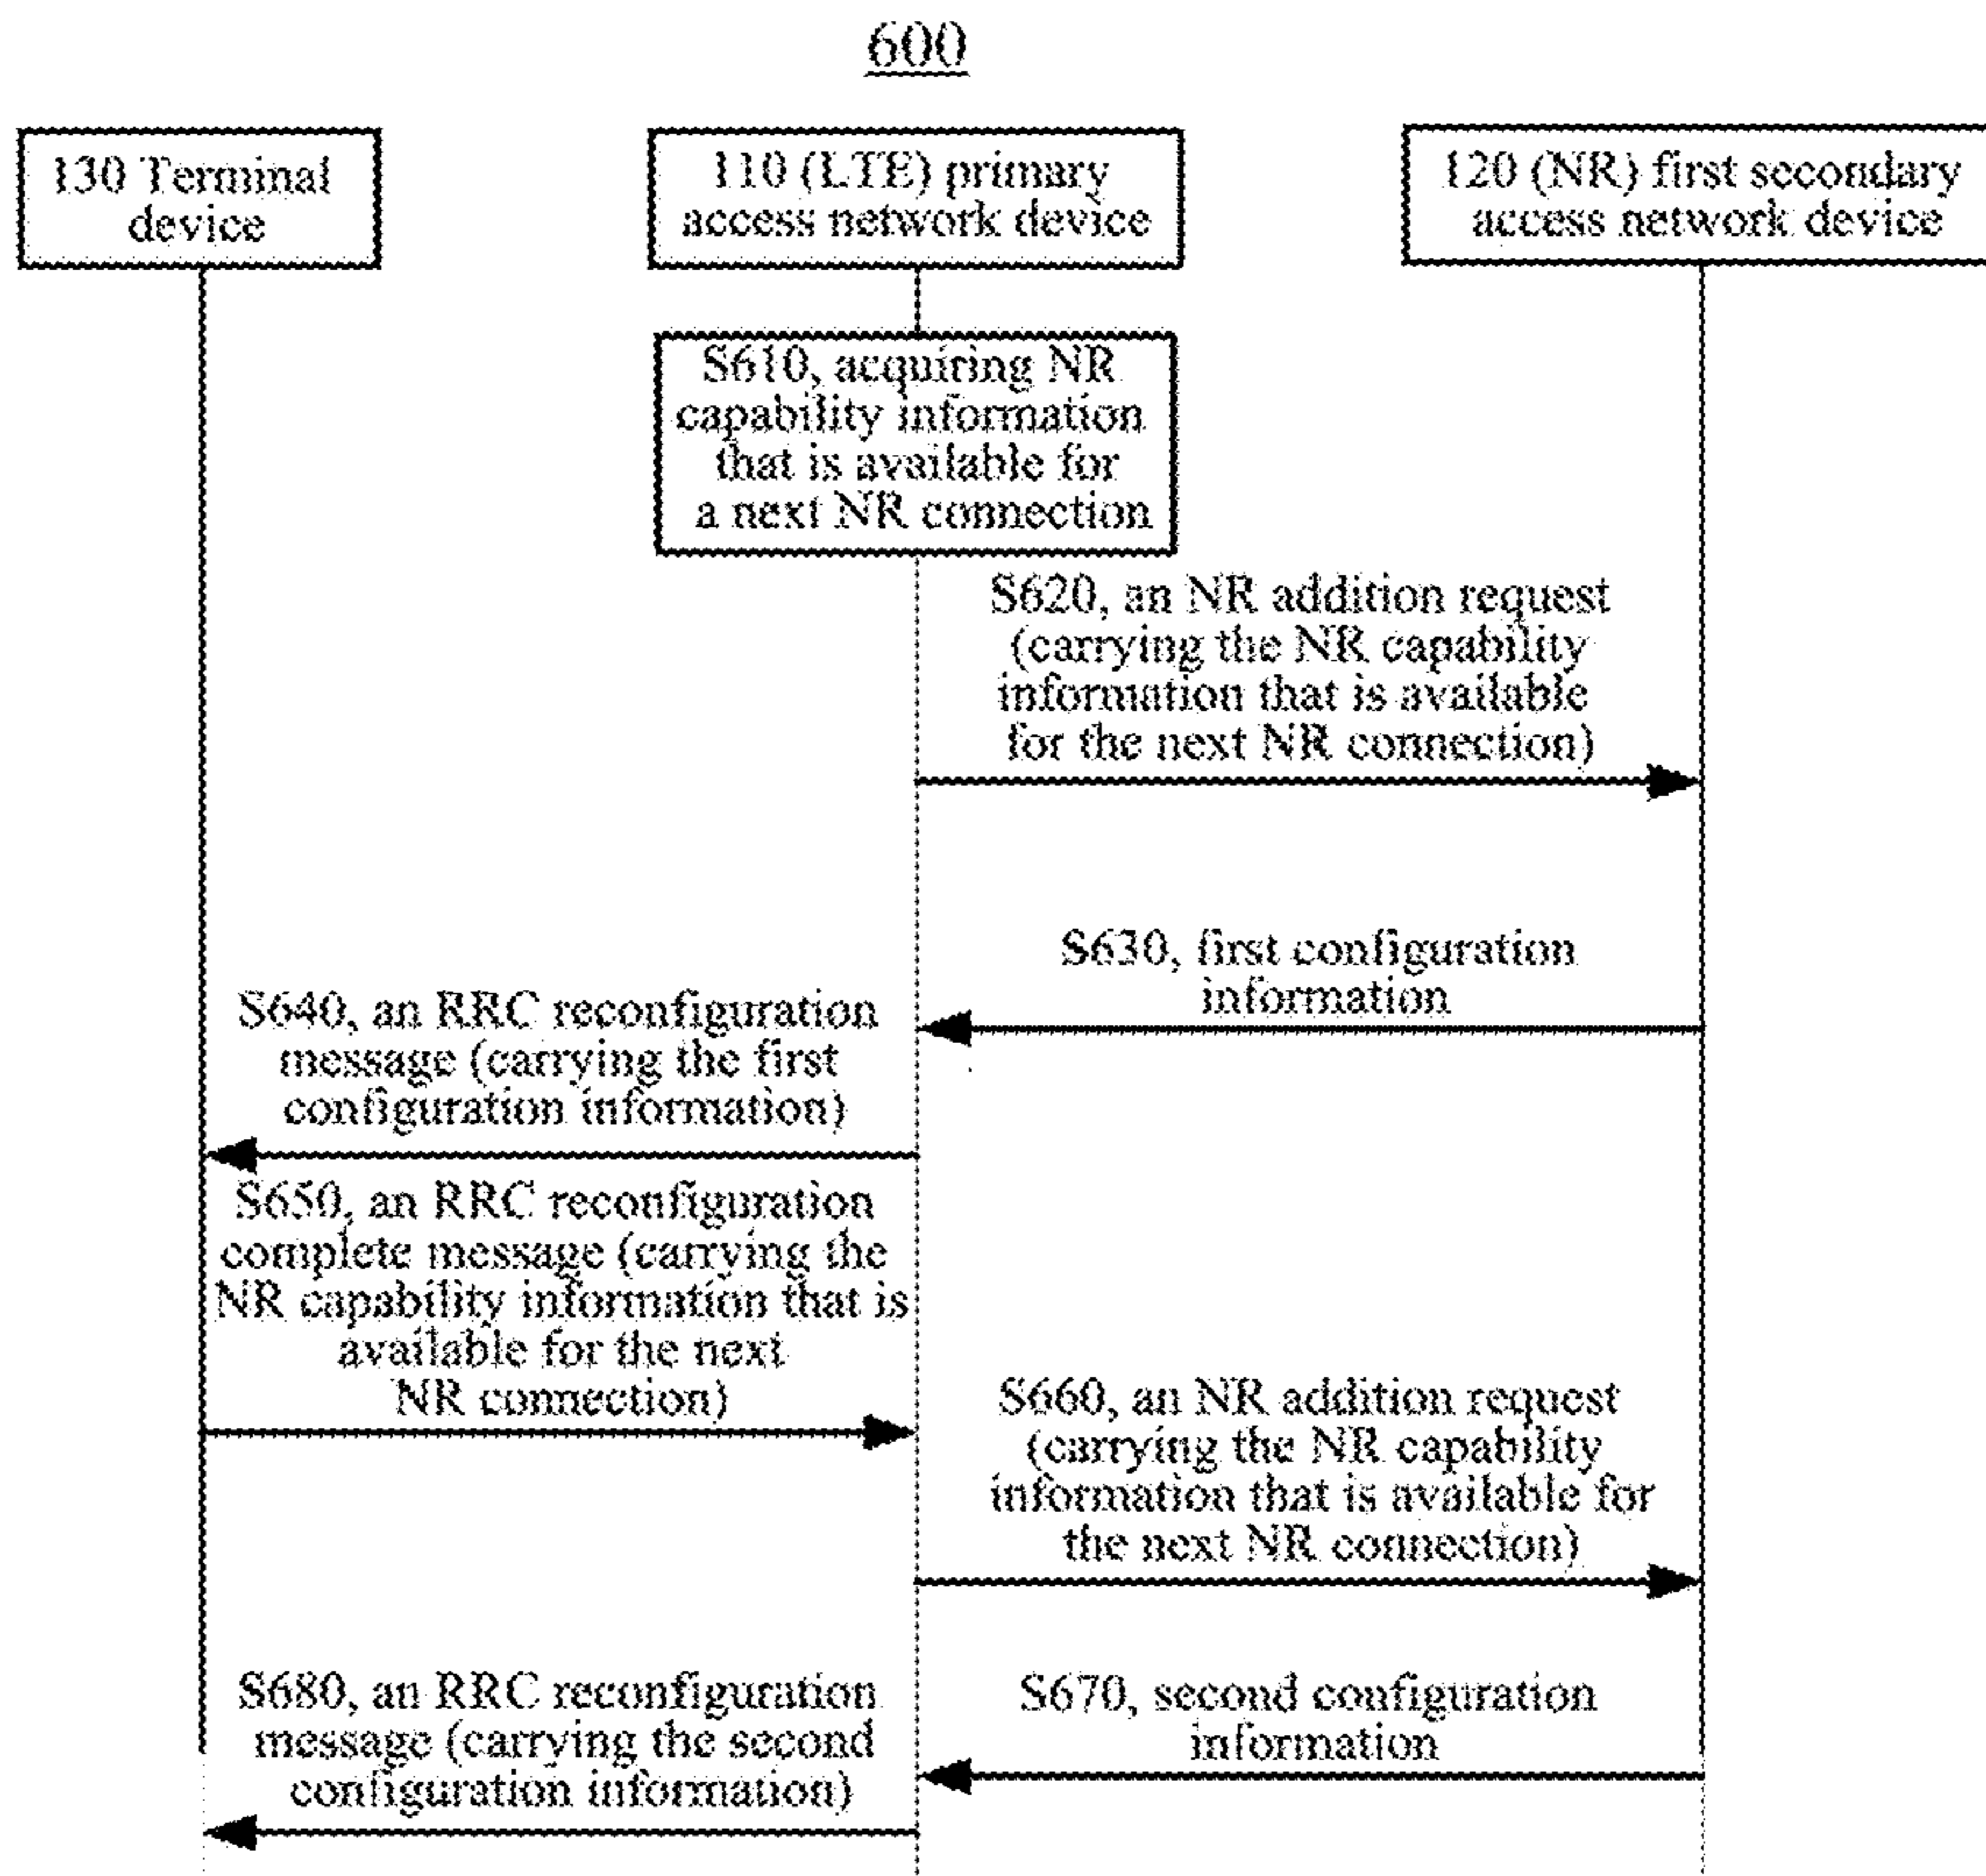 600
130 Terminal
device
110 (LTE) primary
access network device
120 (NR) first secondary
access network device
S610, acquiring NR
capability information
that is available for
a next NR connection
S620, an NR addition request
(carrying the NR capability
information that is available
for the next NR connection)
S630, first configuration
information
S640, an RRC reconfiguration
message (carrying the first
configuration information)
S650, an RRC reconfiguration
complete message (carrying the
NR capability information that is
available for the next
NR connection)
S660, an NR addition request
(carrying the NR capability
information that is available for
the next NR connection)
S670, second configuration
information
S680, an RRC reconfiguration
message (carrying the second
configuration information)